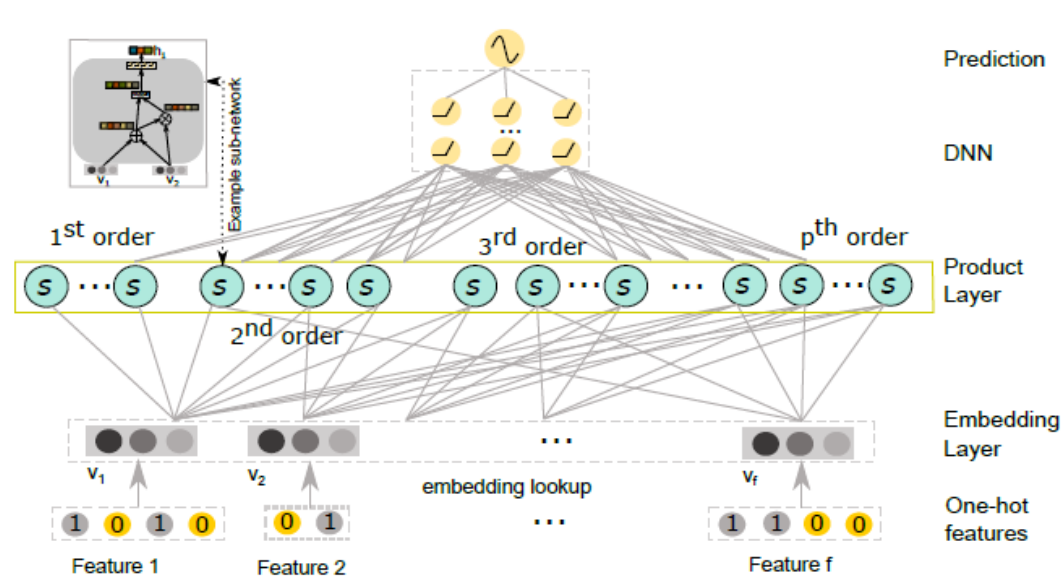 Prediction
h₁
Example sub-network
v₁ v₂
...
DNN
1st order
3rd order
pth order
s ... s s ... s s s s ... s ... s s ... s
Product
Layer
2nd order
Embedding
Layer
...
v₁ v₂ vf
embedding lookup
One-hot
features
1 0 1 0 0 1 ... 1 1 0 0
Feature 1 Feature 2 Feature f